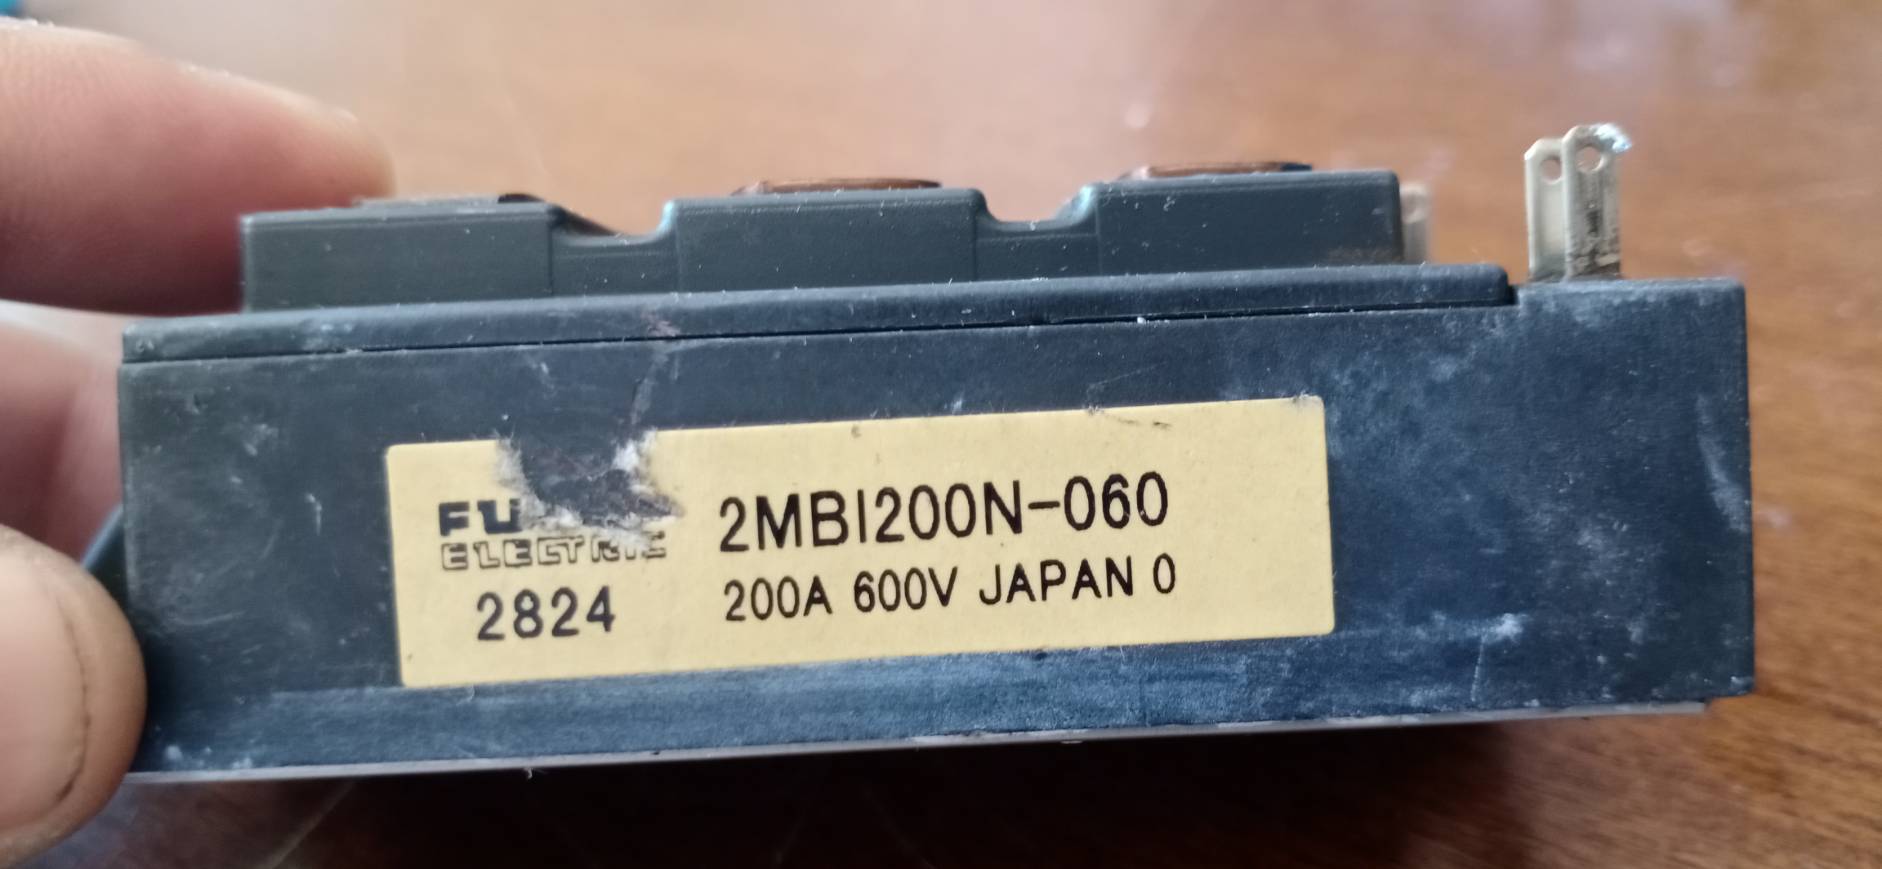 2MBI200N-060
ELECTRIC
2824
200A 600V JAPAN 0